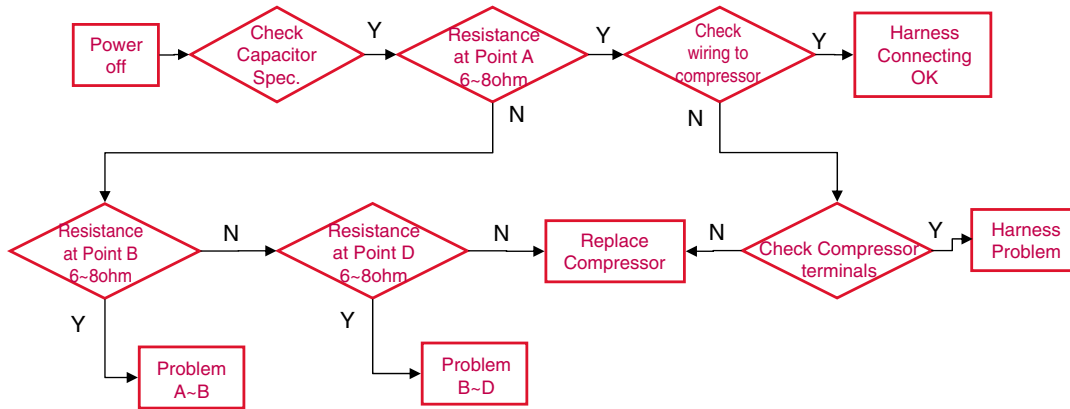 Power
off
Check
Capacitor
Spec.
Y
Resistance
at Point A
6~8ohm
Y
Check
wiring to
compressor
Y
Harness
Connecting
OK
N
N
Resistance
at Point B
6~8ohm
N
Resistance
at Point D
6~8ohm
N
Replace
Compressor
N
Check Compressor
terminals
Y
Harness
Problem
Y
Problem
A~B
Y
Problem
B~D